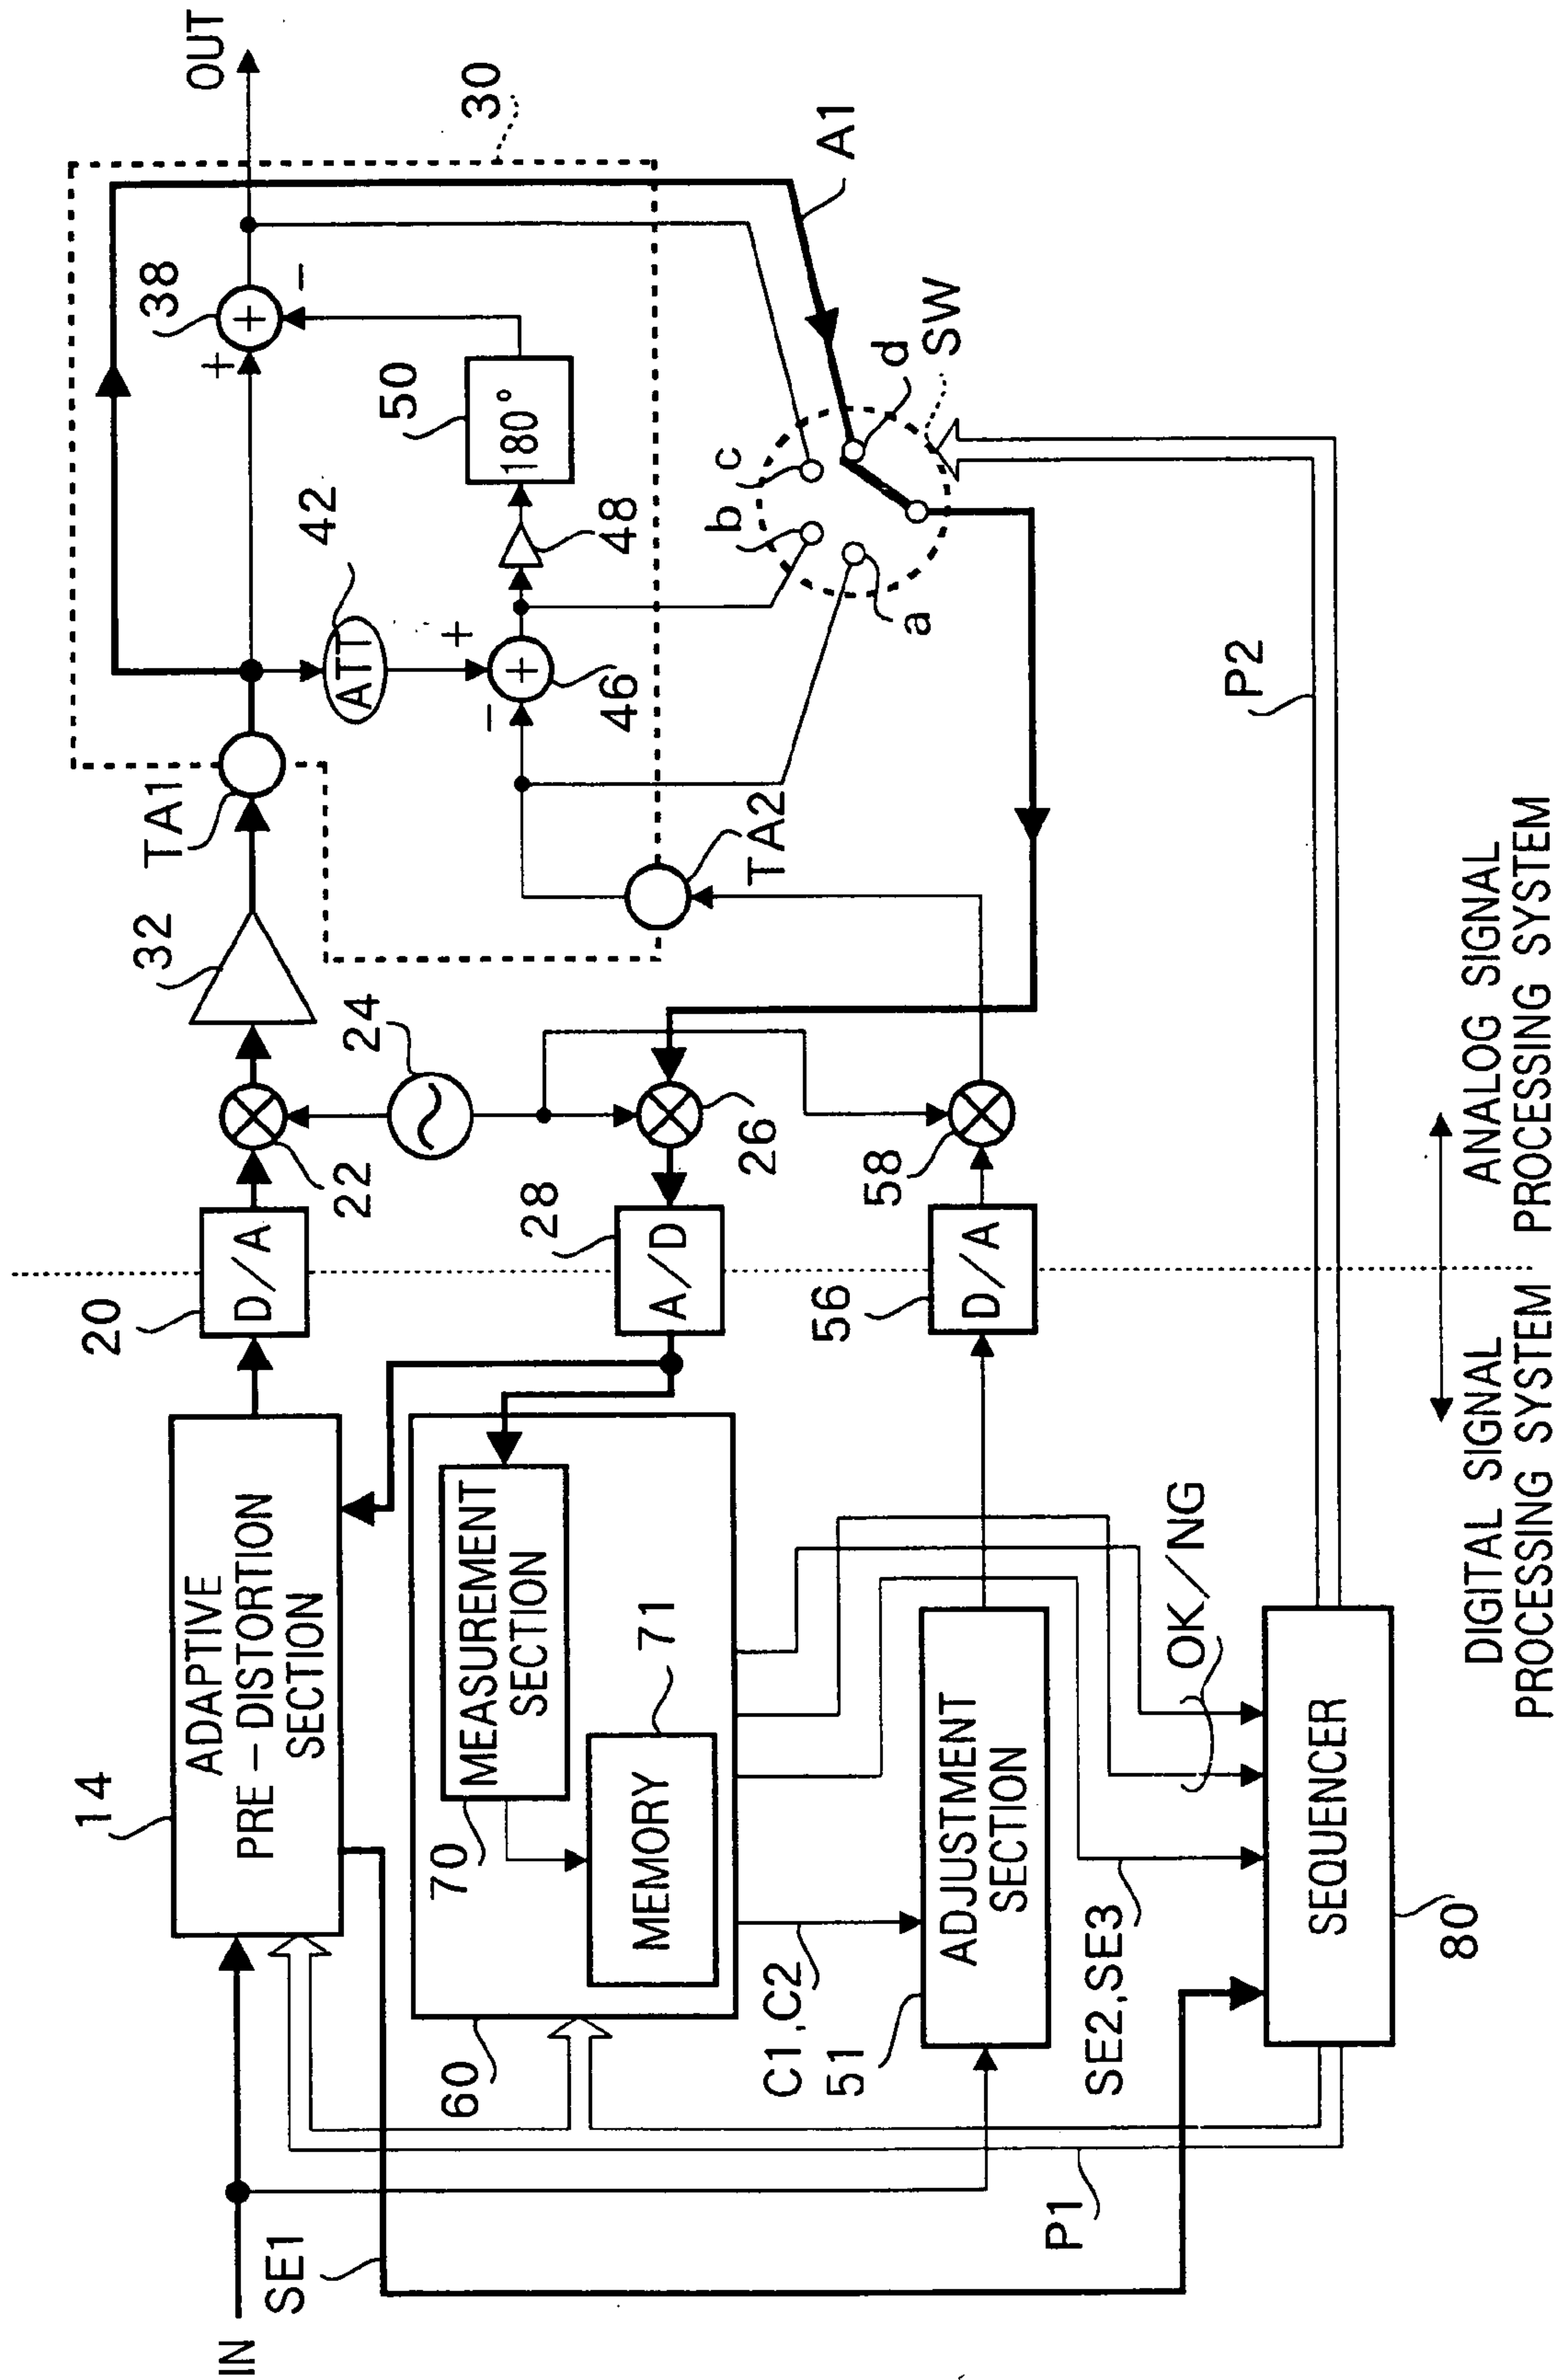 IN
SE1
14
ADAPTIVE
PRE-DISTORTION
SECTION
20
D/A
22
24
32
TA1
42
ATT
38
+
+
−
OUT
30
60
70
MEASUREMENT
SECTION
71
MEMORY
28
A/D
26
46
+
+
−
48
50
180°
TA2
A1
a
b
c
d
SW
C1,C2
51
ADJUSTMENT
SECTION
56
D/A
58
SE2,SE3
OK/NG
P1
P2
SEQUENCER
80
DIGITAL SIGNAL
PROCESSING SYSTEM
ANALOG SIGNAL
PROCESSING SYSTEM